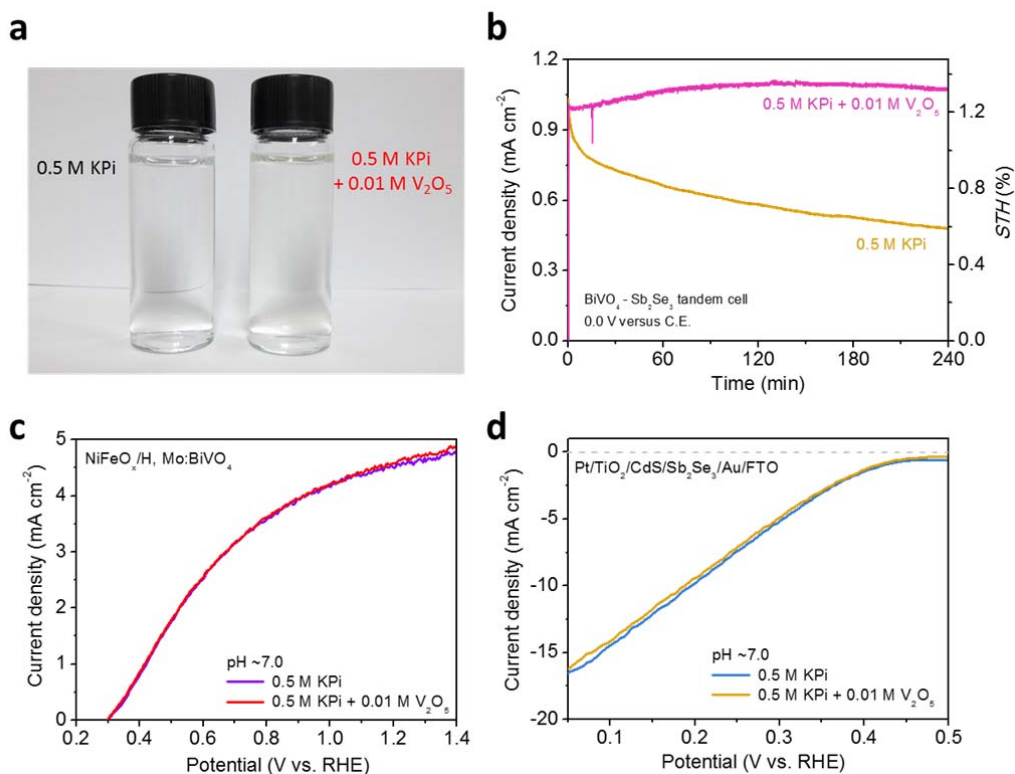 a
0.5 M KPi
0.5 M KPi
+ 0.01 M V₂O₅
b
Current density (mA cm⁻²)
1.2
0.9
0.6
0.3
0.0
0.5 M KPi + 0.01 M V₂O₅
0.5 M KPi
BiVO₄ - Sb₂Se₃ tandem cell
0.0 V versus C.E.
1.2
0.8
0.4
0.0
STH (%)
0 60 120 180 240
Time (min)
c
Current density (mA cm⁻²)
5
4
3
2
1
0
NiFeOₓ/H, Mo:BiVO₄
pH ~7.0
0.5 M KPi
0.5 M KPi + 0.01 M V₂O₅
0.2 0.4 0.6 0.8 1.0 1.2 1.4
Potential (V vs. RHE)
d
Current density (mA cm⁻²)
0
-5
-10
-15
-20
Pt/TiO₂/CdS/Sb₂Se₃/Au/FTO
pH ~7.0
0.5 M KPi
0.5 M KPi + 0.01 M V₂O₅
0.1 0.2 0.3 0.4 0.5
Potential (V vs. RHE)